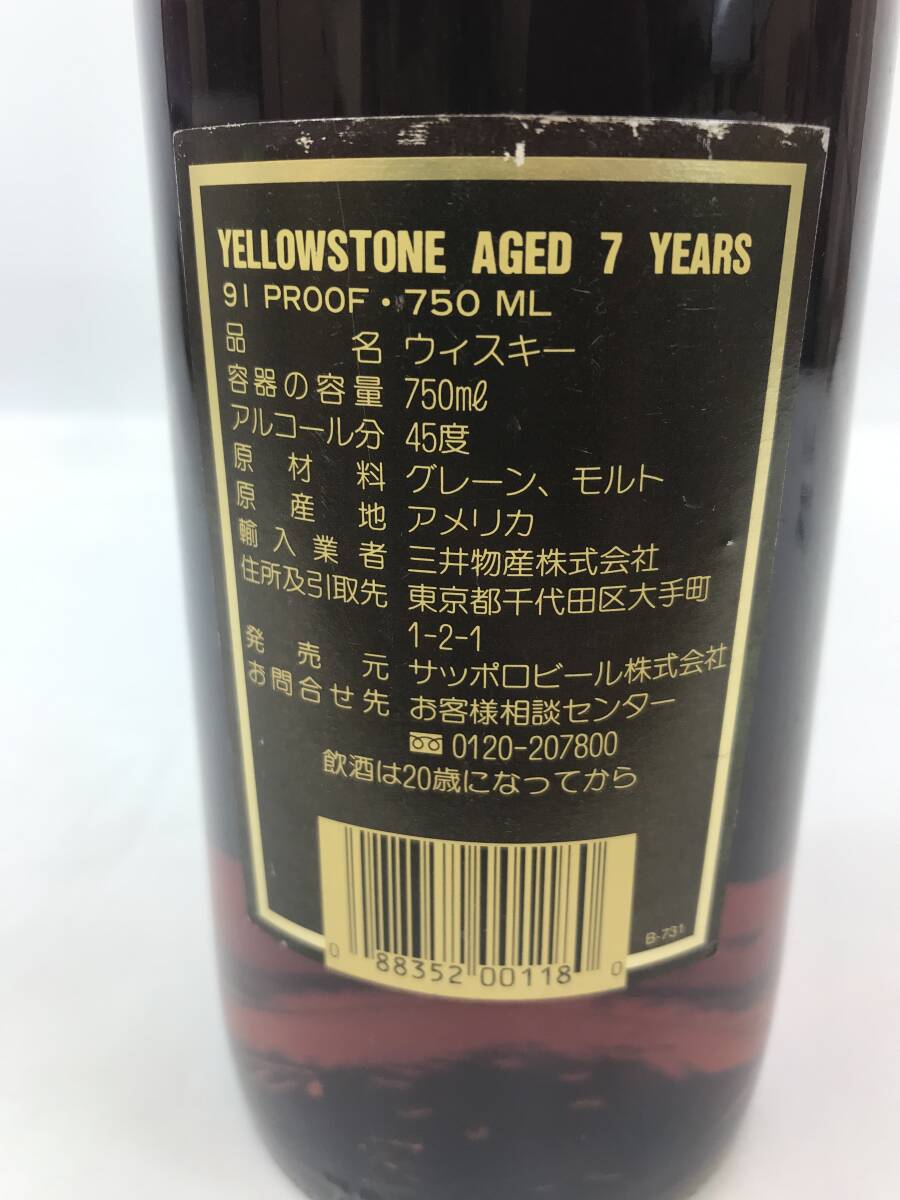 YELLOWSTONE AGED 7 YEARS
91 PROOF・750 ML
品名 ウィスキー
容器の容量 750mℓ
アルコール分 45度
原材料 グレーン、モルト
原産地 アメリカ
輸入業者 三井物産株式会社
住所及引取先 東京都千代田区大手町
1-2-1
発売元 サッポロビール株式会社
お問合せ先 お客様相談センター
0120-207800
飲酒は20歳になってから
B-731
0 88352 00118 0